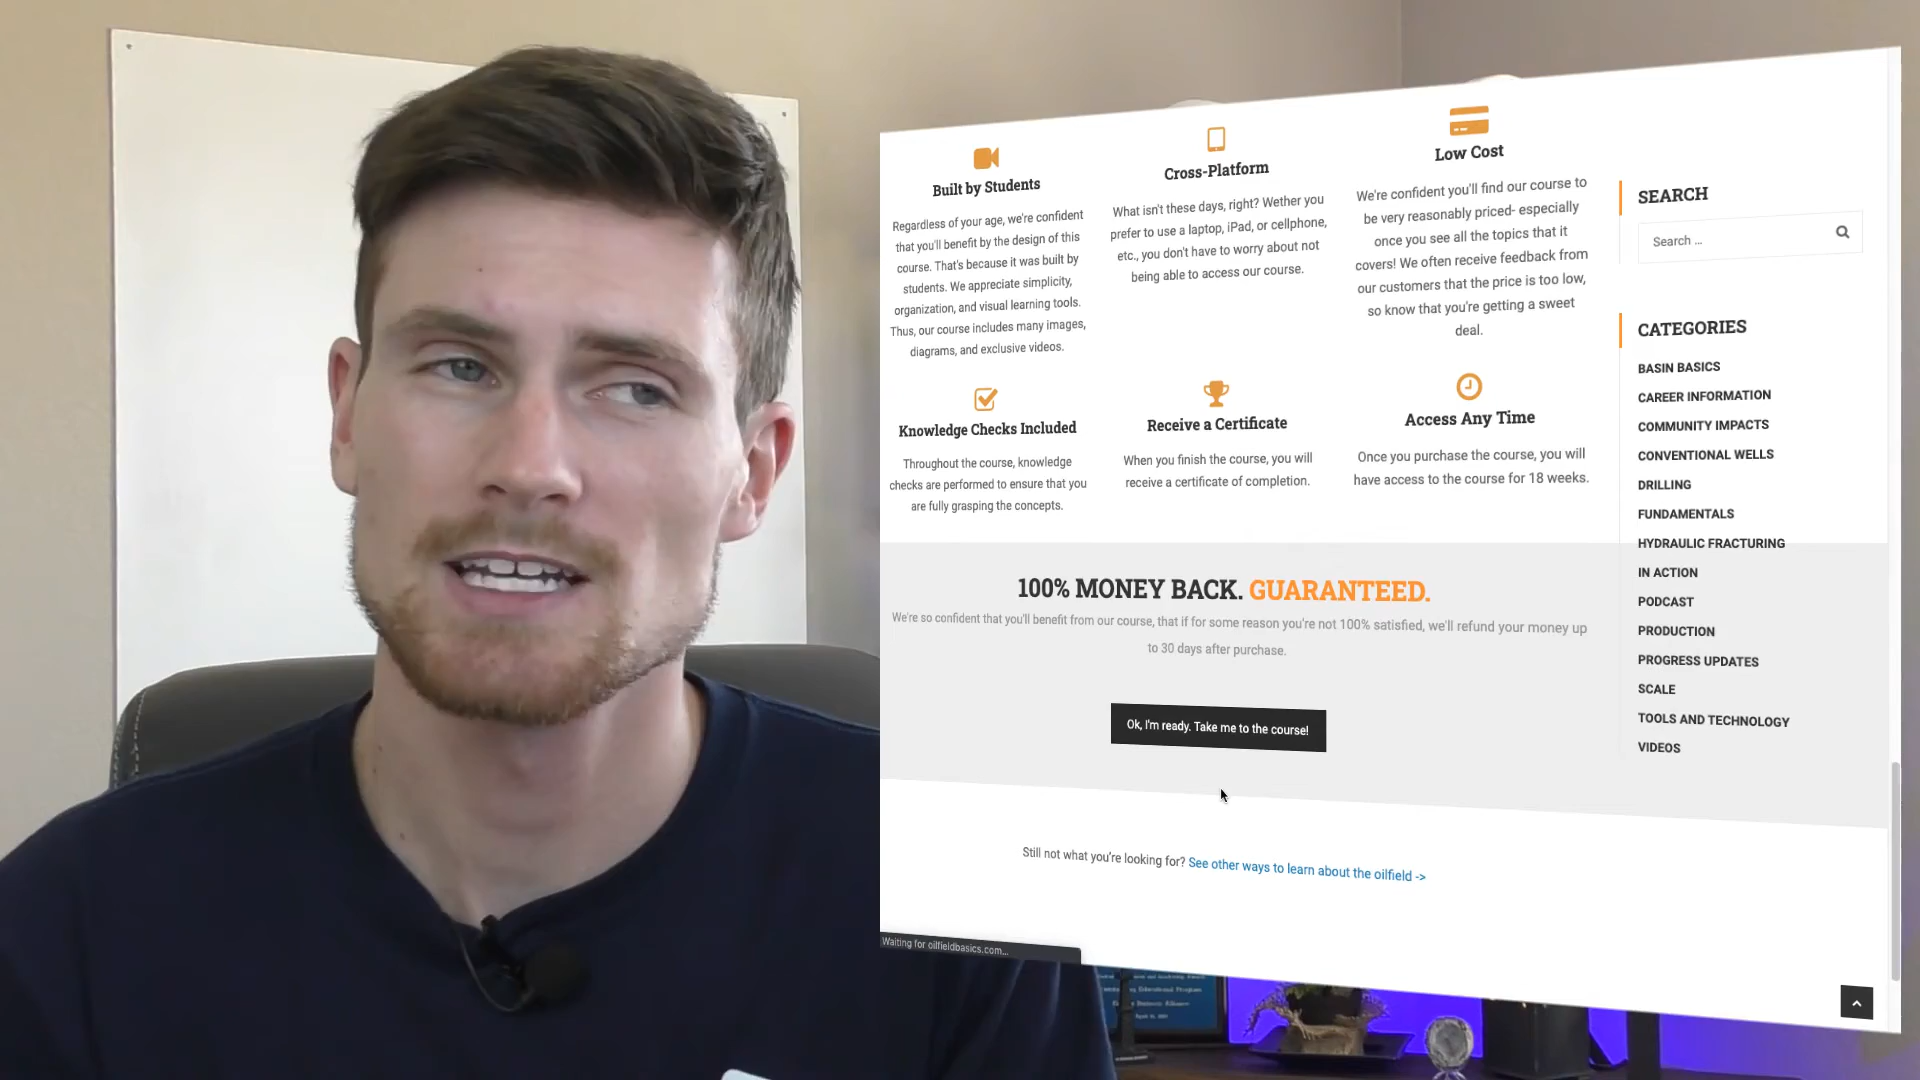 Built by Students
Regardless of your age, we're confident
that you'll benefit by the design of this
course. That's because it was built by
students. We appreciate simplicity,
organization, and visual learning tools.
Thus, our course includes many images,
diagrams, and exclusive videos.
Cross-Platform
What isn't these days, right? Wether you
prefer to use a laptop, iPad, or cellphone,
etc., you don't have to worry about not
being able to access our course.
Low Cost
We're confident you'll find our course to
be very reasonably priced- especially
once you see all the topics that it
covers! We often receive feedback from
our customers that the price is too low,
so know that you're getting a sweet
deal.
Knowledge Checks Included
Throughout the course, knowledge
checks are performed to ensure that you
are fully grasping the concepts.
Receive a Certificate
When you finish the course, you will
receive a certificate of completion.
Access Any Time
Once you purchase the course, you will
have access to the course for 18 weeks.
100% MONEY BACK. GUARANTEED.
We're so confident that you'll benefit from our course, that if for some reason you're not 100% satisfied, we'll refund your money up
to 30 days after purchase.
Ok, I'm ready. Take me to the course!
Still not what you're looking for? See other ways to learn about the oilfield ->
Waiting for oilfieldbasics.com...
SEARCH
Search ...
CATEGORIES
BASIN BASICS
CAREER INFORMATION
COMMUNITY IMPACTS
CONVENTIONAL WELLS
DRILLING
FUNDAMENTALS
HYDRAULIC FRACTURING
IN ACTION
PODCAST
PRODUCTION
PROGRESS UPDATES
SCALE
TOOLS AND TECHNOLOGY
VIDEOS
Educational Program